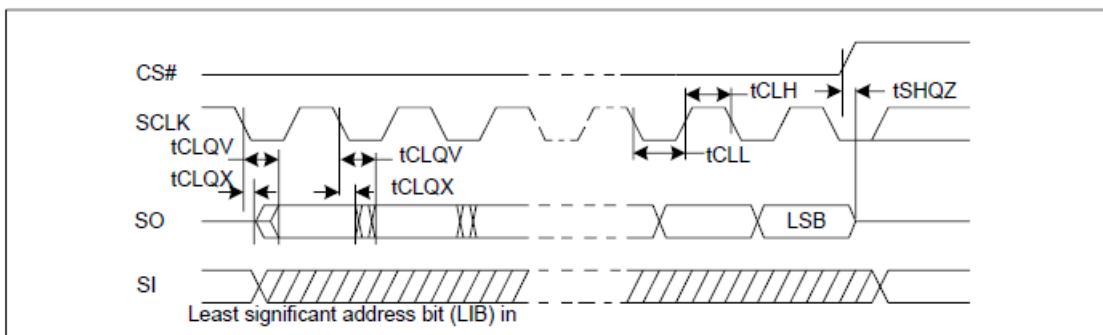 CS#
tCLH
tSHQZ
SCLK
tCLQV
tCLQV
tCLL
tCLQX
tCLQX
SO
LSB
SI
Least significant address bit (LIB) in